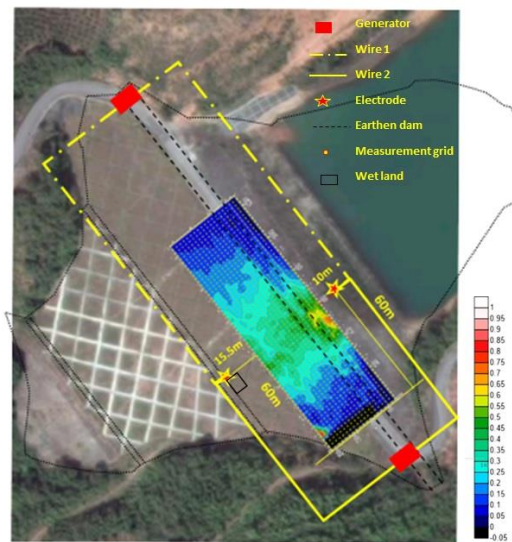 Generator
Wire 1
Wire 2
Electrode
Earthen dam
Measurement grid
Wet land
10m
60m
15.5m
60m
1
0.95
0.9
0.85
0.8
0.75
0.7
0.65
0.6
0.55
0.5
0.45
0.4
0.35
0.3
0.25
0.2
0.15
0.1
0.05
0
-0.05